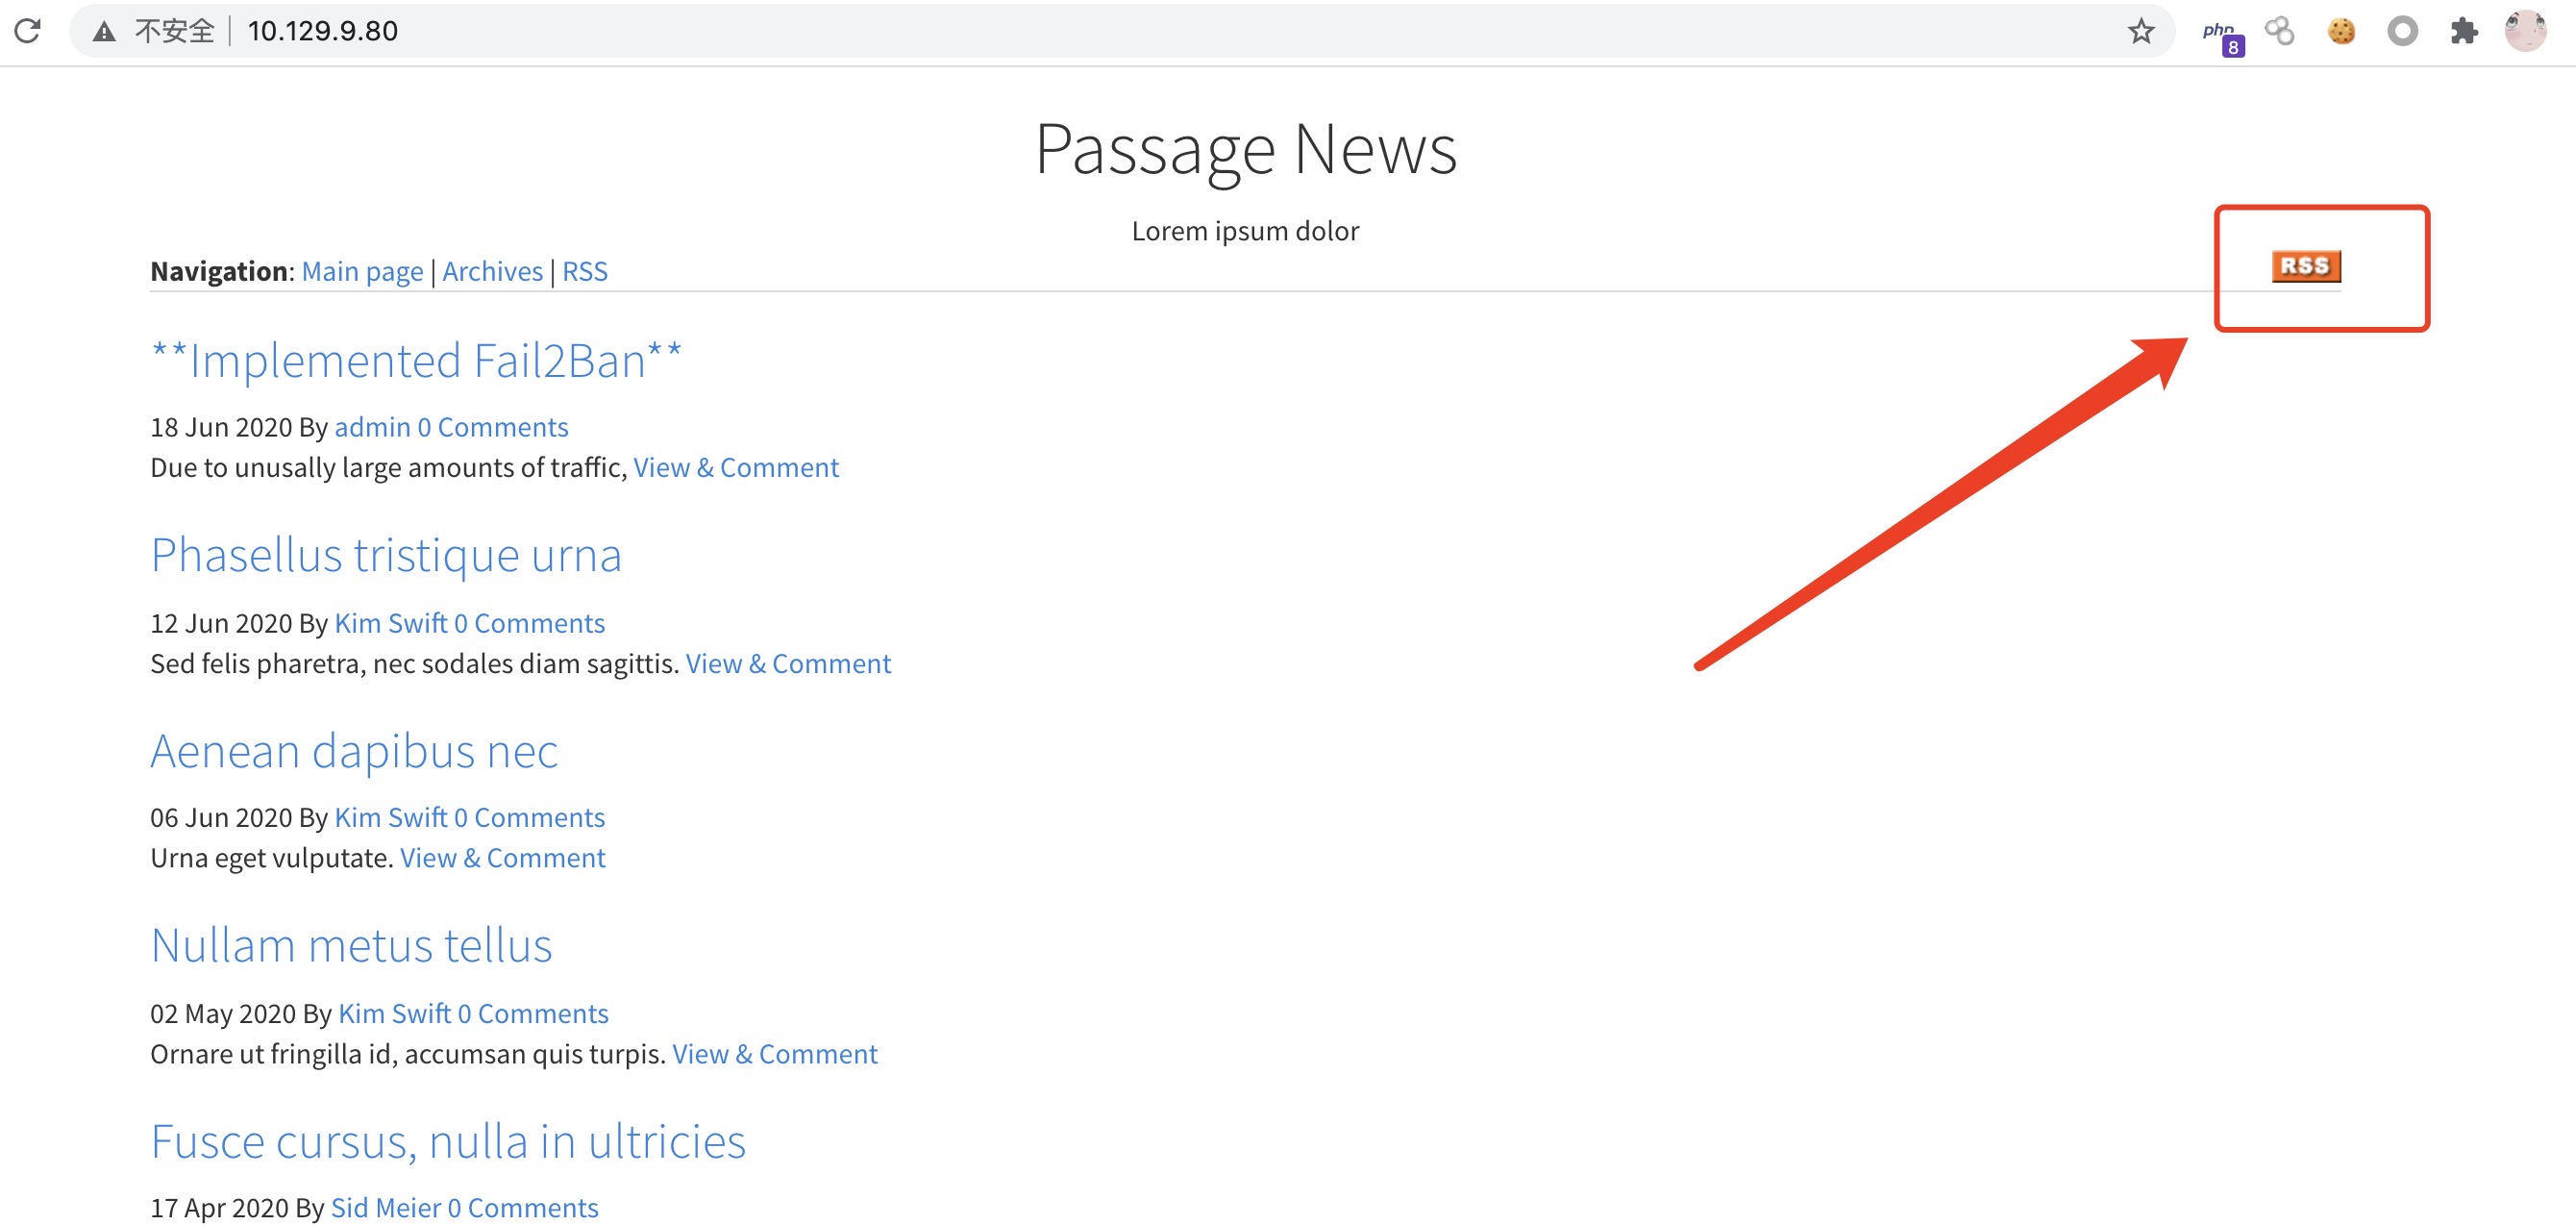 不安全 | 10.129.9.80
php
8
Passage News
Lorem ipsum dolor
Navigation: Main page | Archives | RSS
RSS
**Implemented Fail2Ban**
18 Jun 2020 By admin 0 Comments
Due to unusally large amounts of traffic, View & Comment
Phasellus tristique urna
12 Jun 2020 By Kim Swift 0 Comments
Sed felis pharetra, nec sodales diam sagittis. View & Comment
Aenean dapibus nec
06 Jun 2020 By Kim Swift 0 Comments
Urna eget vulputate. View & Comment
Nullam metus tellus
02 May 2020 By Kim Swift 0 Comments
Ornare ut fringilla id, accumsan quis turpis. View & Comment
Fusce cursus, nulla in ultricies
17 Apr 2020 By Sid Meier 0 Comments